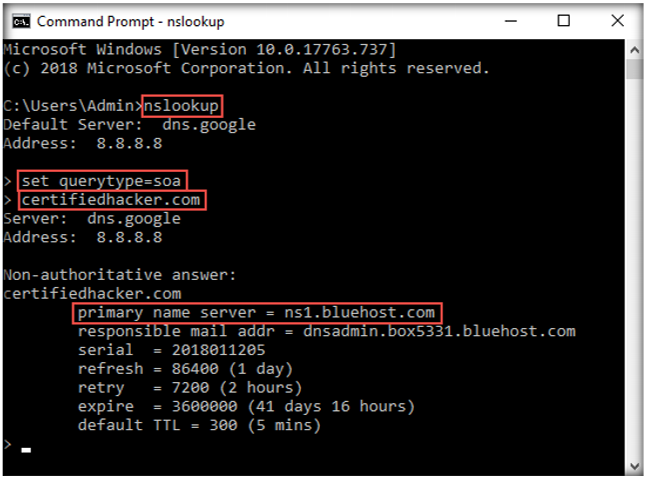 Command Prompt - nslookup
Microsoft Windows [Version 10.0.17763.737]
(c) 2018 Microsoft Corporation. All rights reserved.
C:\Users\Admin>nslookup
Default Server:  dns.google
Address:  8.8.8.8
> set querytype=soa
> certifiedhacker.com
Server:  dns.google
Address:  8.8.8.8
Non-authoritative answer:
certifiedhacker.com
primary name server = ns1.bluehost.com
responsible mail addr = dnsadmin.box5331.bluehost.com
serial  = 2018011205
refresh = 86400 (1 day)
retry   = 7200 (2 hours)
expire  = 3600000 (41 days 16 hours)
default TTL = 300 (5 mins)
>